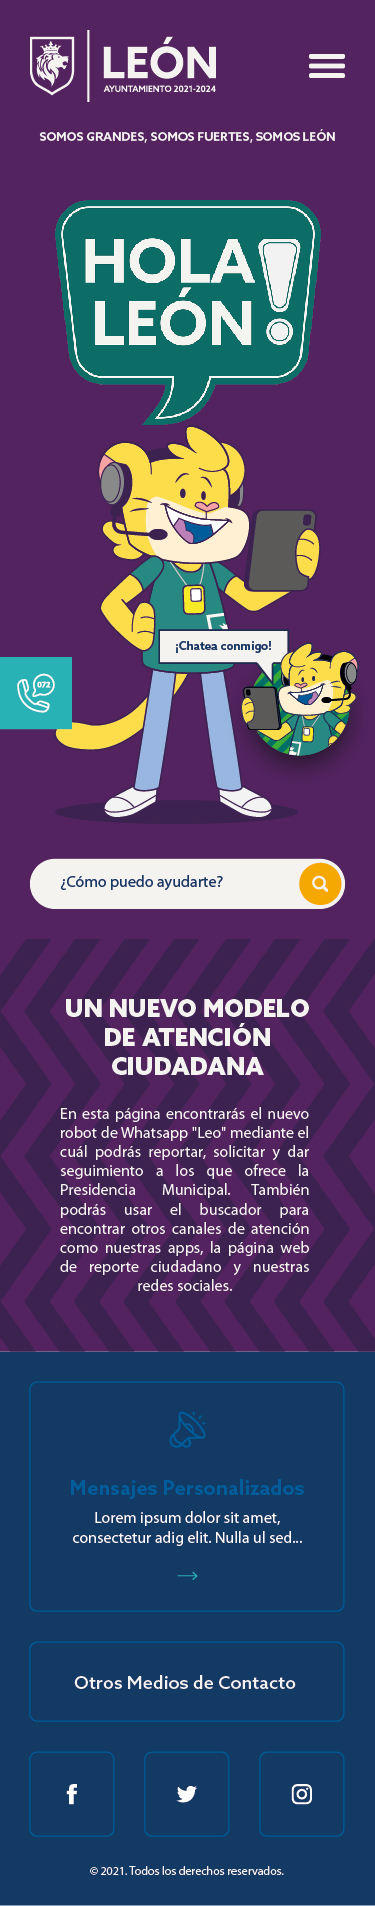 LEÓN
AYUNTAMIENTO 2021-2024
SOMOS GRANDES, SOMOS FUERTES, SOMOS LEÓN
HOLA
LEÓN!
¡Chatea conmigo!
072
¿Cómo puedo ayudarte?
UN NUEVO MODELO
DE ATENCIÓN
CIUDADANA
En esta página encontrarás el nuevo
robot de Whatsapp "Leo" mediante el
cuál podrás reportar, solicitar y dar
seguimiento a los que ofrece la
Presidencia Municipal. También
podrás usar el buscador para
encontrar otros canales de atención
como nuestras apps, la página web
de reporte ciudadano y nuestras
redes sociales.
Mensajes Personalizados
Lorem ipsum dolor sit amet,
consectetur adig elit. Nulla ul sed...
Otros Medios de Contacto
© 2021. Todos los derechos reservados.